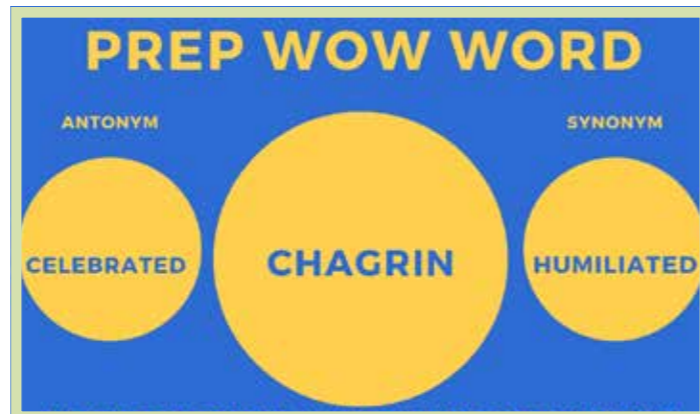 PREP WOW WORD
ANTONYM
SYNONYM
CELEBRATED
CHAGRIN
HUMILIATED